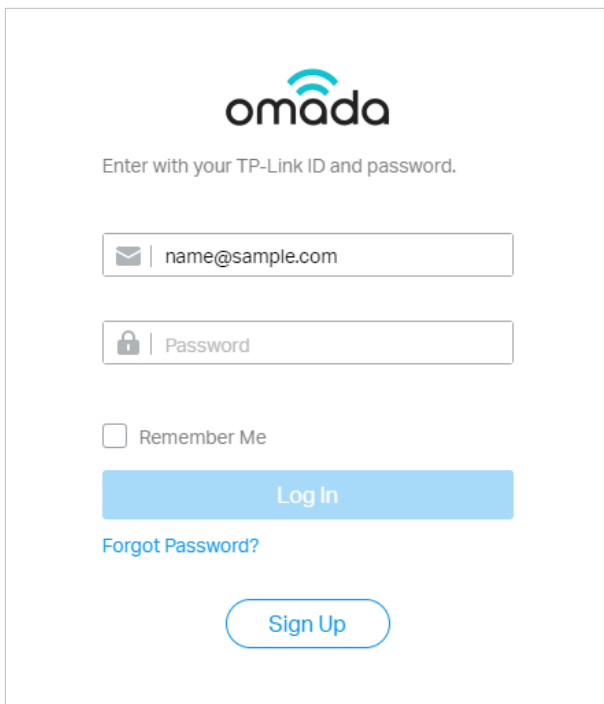 omada
Enter with your TP-Link ID and password.
name@sample.com
Password
Remember Me
Log In
Forgot Password?
Sign Up